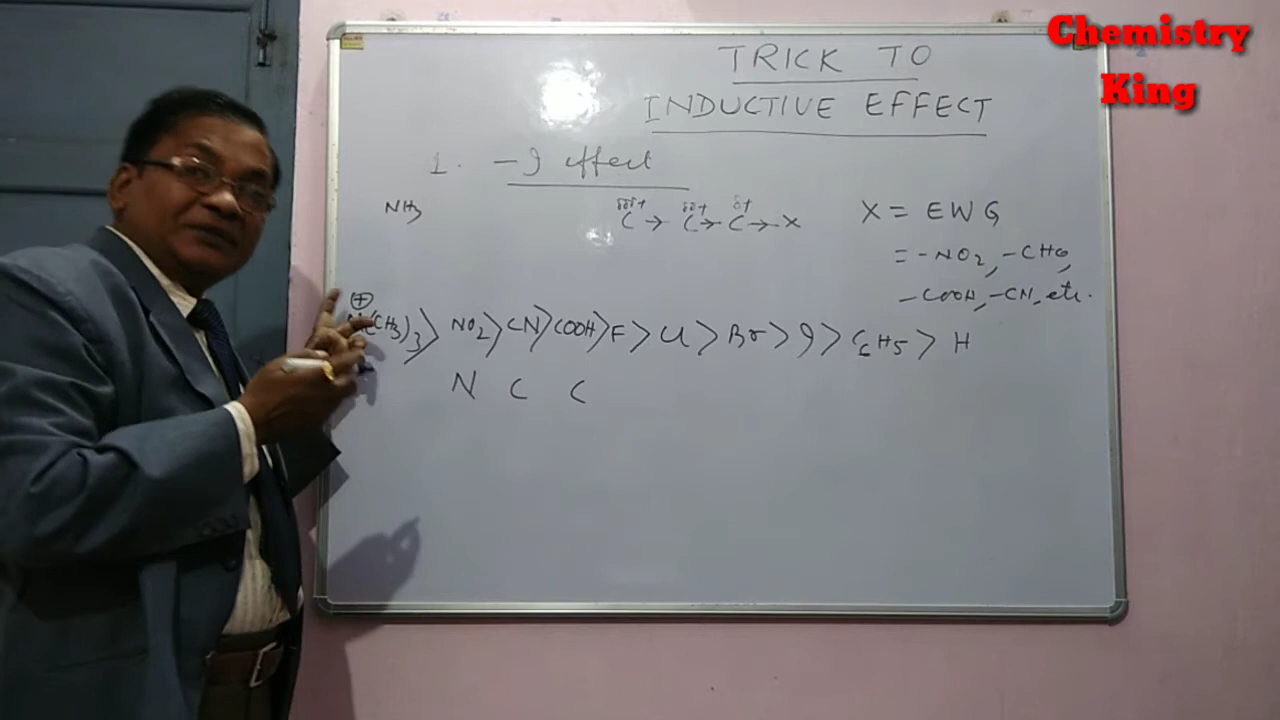 Chemistry
King
TRICK TO
INDUCTIVE EFFECT
1. -I effect
NH3
δδδ+ δδ+ δ+
C → C → C → X
X = EWG
= -NO2, -CHO,
-COOH, -CN, etc.
⊕
N(CH3)3 > NO2 > CN > COOH > F > Cl > Br > I > C6H5 > H
N C C